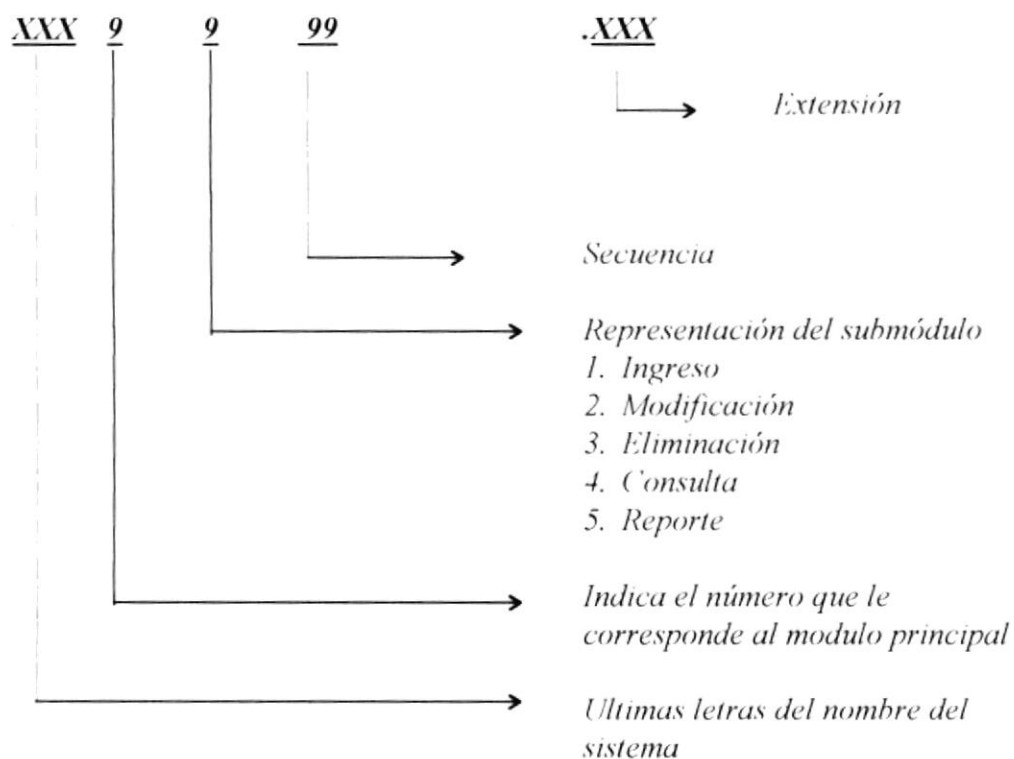 XXX 9 9 99 .XXX
Extensión
Secuencia
Representación del submódulo
1. Ingreso
2. Modificación
3. Eliminación
4. Consulta
5. Reporte
Indica el número que le
corresponde al modulo principal
Ultimas letras del nombre del
sistema